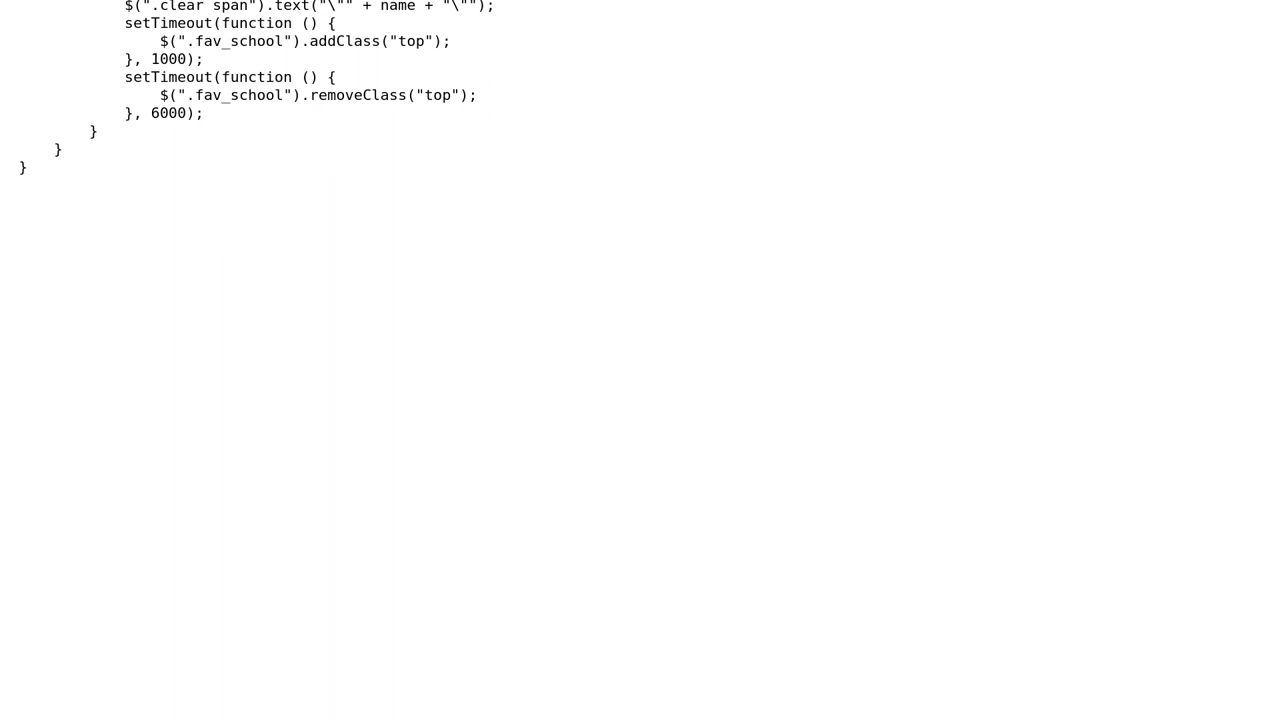 $(".clear span").text("\"" + name + "\"");
setTimeout(function () {
$(".fav_school").addClass("top");
}, 1000);
setTimeout(function () {
$(".fav_school").removeClass("top");
}, 6000);
}
}
}